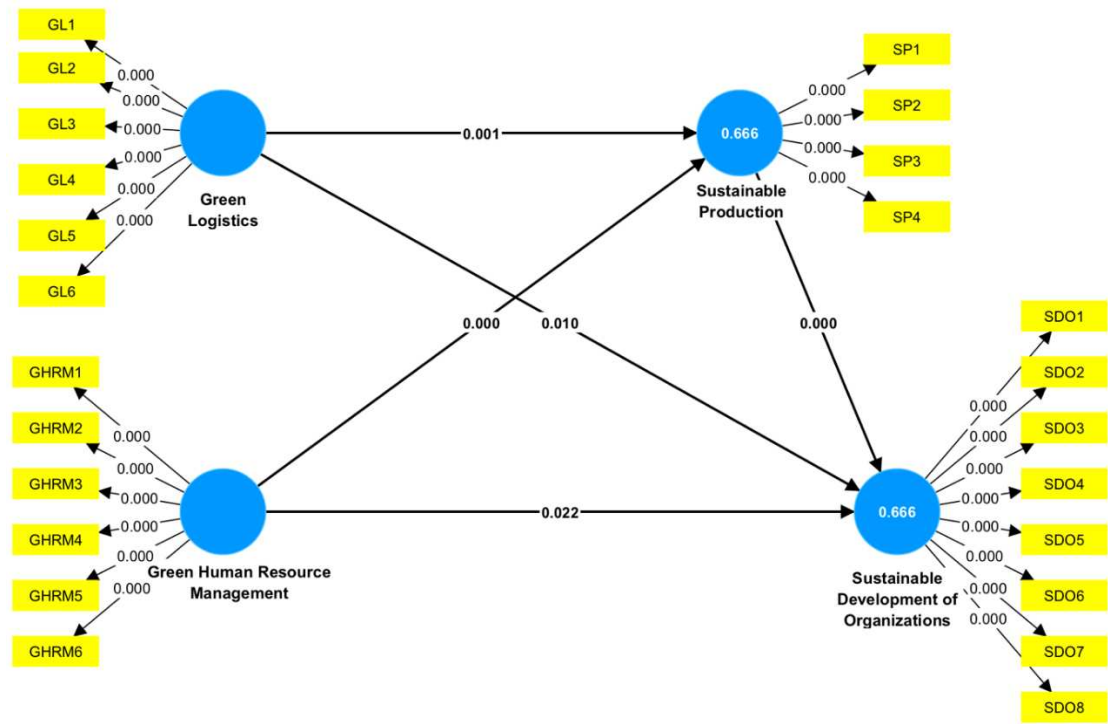 GL1
GL2
GL3
GL4
GL5
GL6
0.000
0.000
0.000
0.000
0.000
0.000
Green
Logistics
0.001
0.666
Sustainable
Production
0.000
0.000
0.000
0.000
SP1
SP2
SP3
SP4
0.000
0.010
0.000
GHRM1
GHRM2
GHRM3
GHRM4
GHRM5
GHRM6
0.000
0.000
0.000
0.000
0.000
0.000
Green Human Resource
Management
0.022
0.666
Sustainable
Development of
Organizations
0.000
0.000
0.000
0.000
0.000
0.000
0.000
0.000
SDO1
SDO2
SDO3
SDO4
SDO5
SDO6
SDO7
SDO8